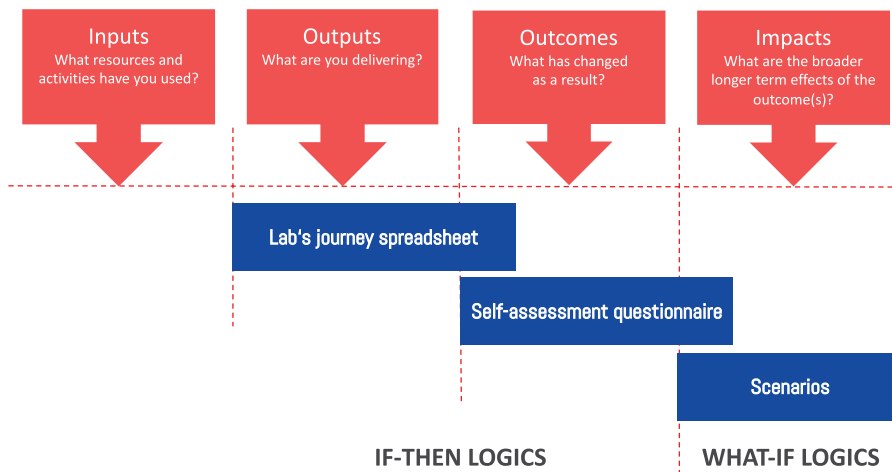 Inputs
What resources and
activities have you used?
Outputs
What are you delivering?
Outcomes
What has changed
as a result?
Impacts
What are the broader
longer term effects of the
outcome(s)?
Lab's journey spreadsheet
Self-assessment questionnaire
Scenarios
IF-THEN LOGICS
WHAT-IF LOGICS